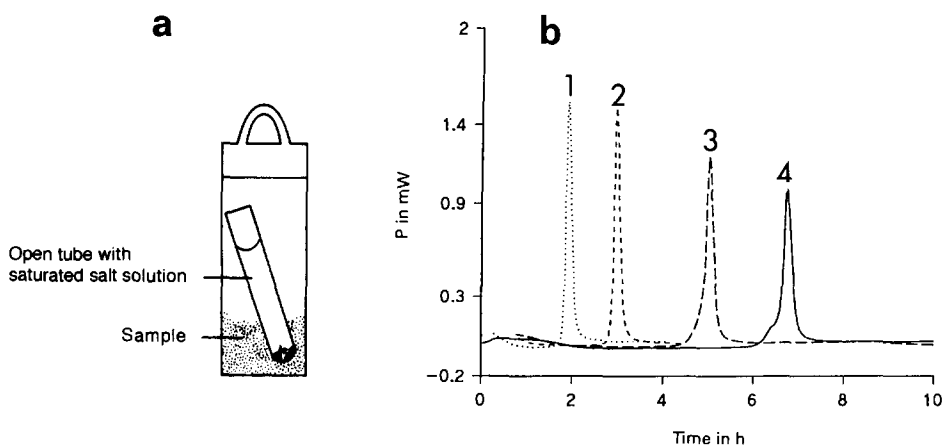 a
Open tube with
saturated salt solution
Sample
b
P in mW
2
1.4
0.9
0.3
−0.2
1
2
3
4
0
2
4
6
8
10
Time in h